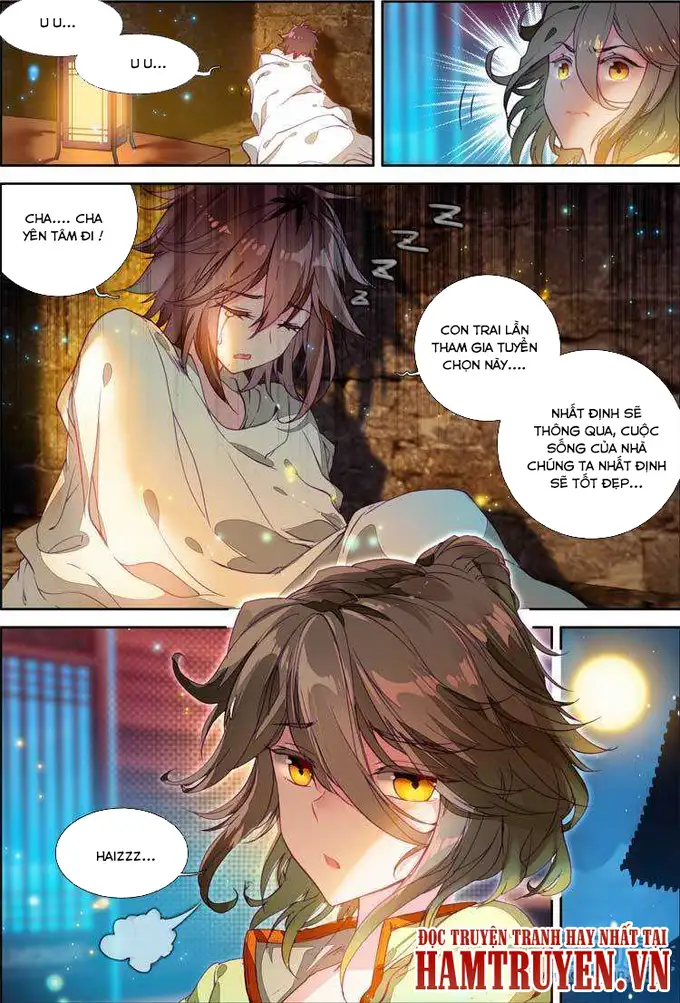 U U...
U U...
CHA.... CHA
YÊN TÂM ĐI !
Z Z Z Z
CON TRAI LẦN
THAM GIA TUYỂN
CHỌN NÀY....
NHẤT ĐỊNH SẼ
THÔNG QUA, CUỘC
SỐNG CỦA NHÀ
CHÚNG TA NHẤT ĐỊNH
SẼ TỐT ĐẸP...
HAIZZZ...
ĐỌC TRUYỆN TRANH HAY NHẤT TẠI
HAMTRUYEN.VN